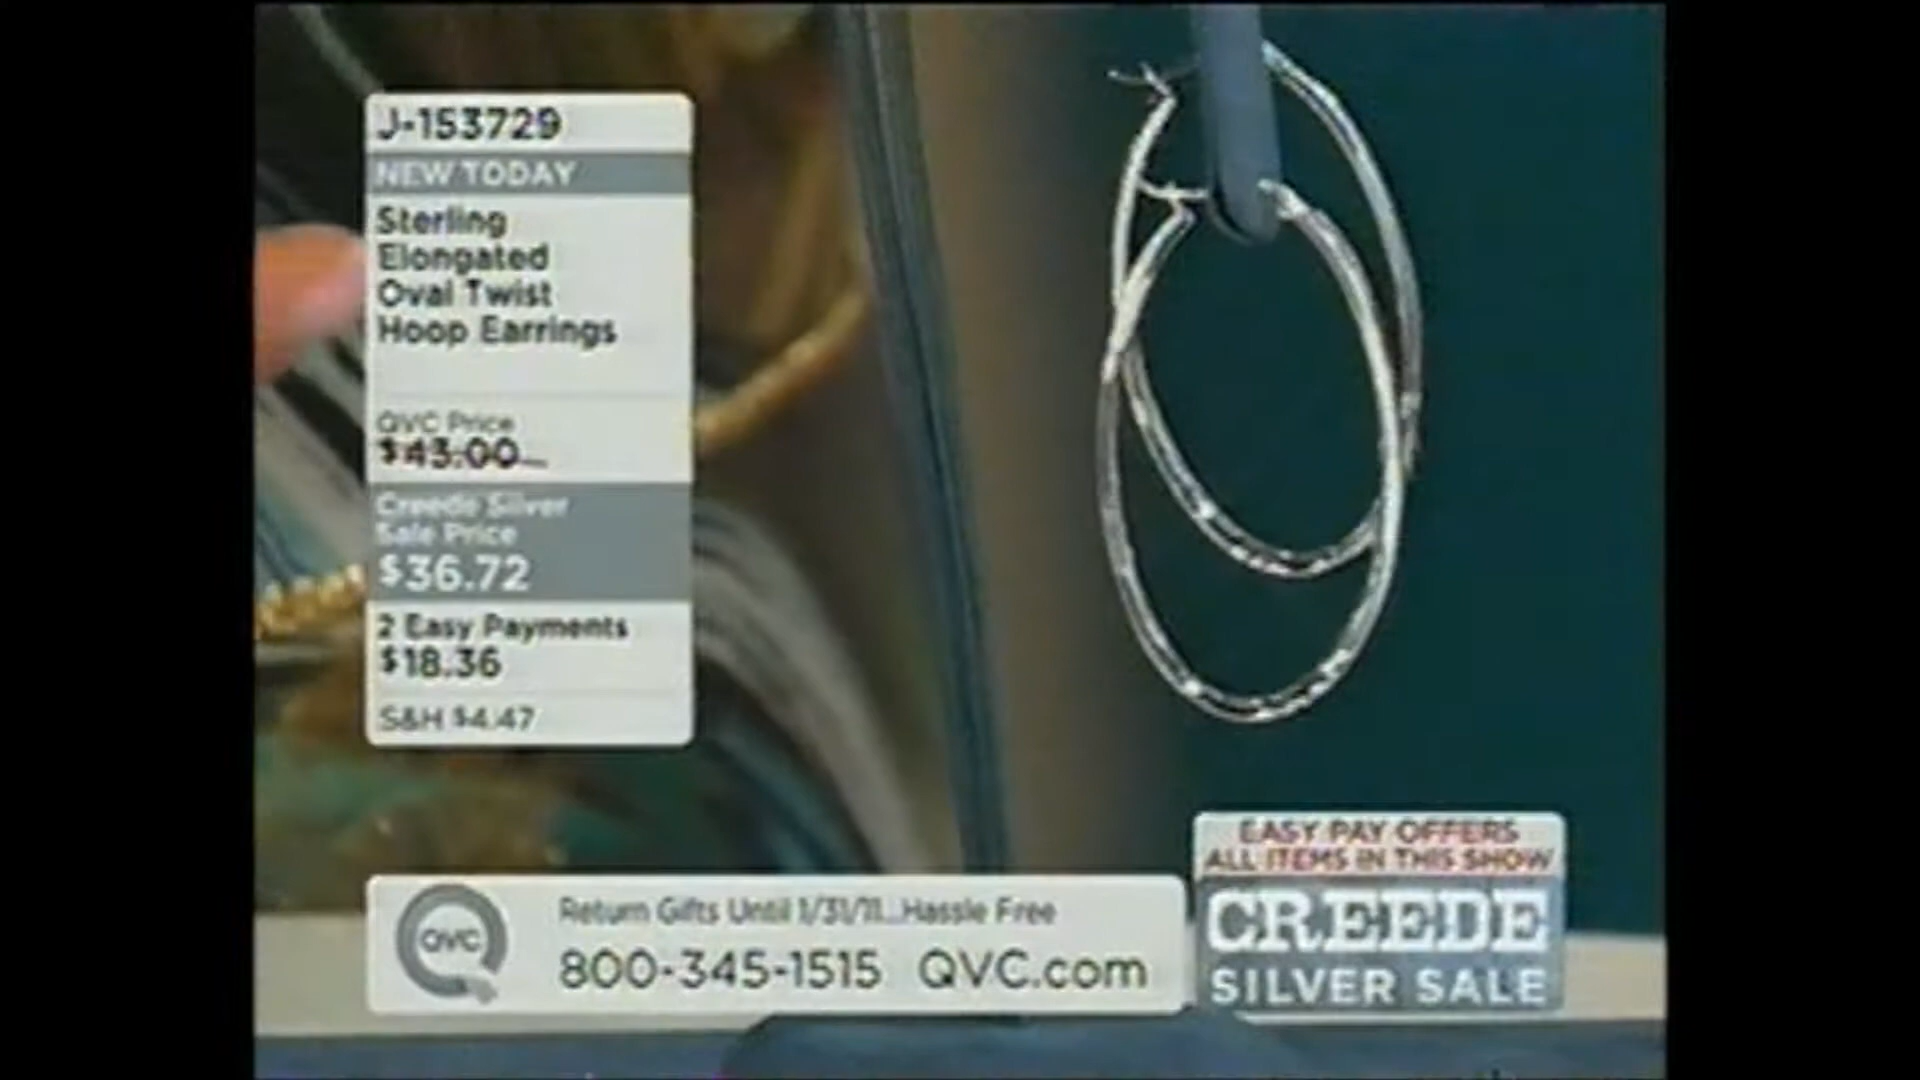 J-153729
NEW TODAY
Sterling
Elongated
Oval Twist
Hoop Earrings
QVC Price
$43.00
Creede Silver
Sale Price
$36.72
2 Easy Payments
$18.36
S&H $4.47
QVC
Return Gifts Until 1/31/11...Hassle Free
800-345-1515 QVC.com
EASY PAY OFFERS
ALL ITEMS IN THIS SHOW
CREEDE
SILVER SALE